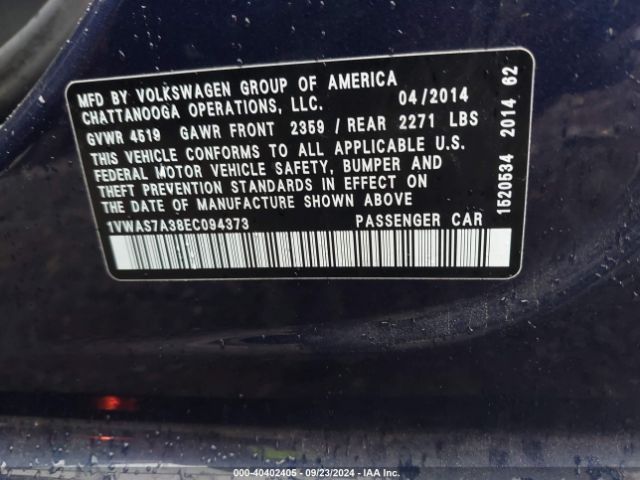 MFD BY VOLKSWAGEN GROUP OF AMERICA
CHATTANOOGA OPERATIONS, LLC. 04/2014
GVWR 4519 GAWR FRONT 2359 / REAR 2271 LBS
THIS VEHICLE CONFORMS TO ALL APPLICABLE U.S.
FEDERAL MOTOR VEHICLE SAFETY, BUMPER AND
THEFT PREVENTION STANDARDS IN EFFECT ON
THE DATE OF MANUFACTURE SHOWN ABOVE
1VWAS7A38EC094373 PASSENGER CAR
1520534 2014 62
000-40402405 - 09/23/2024 - IAA Inc.